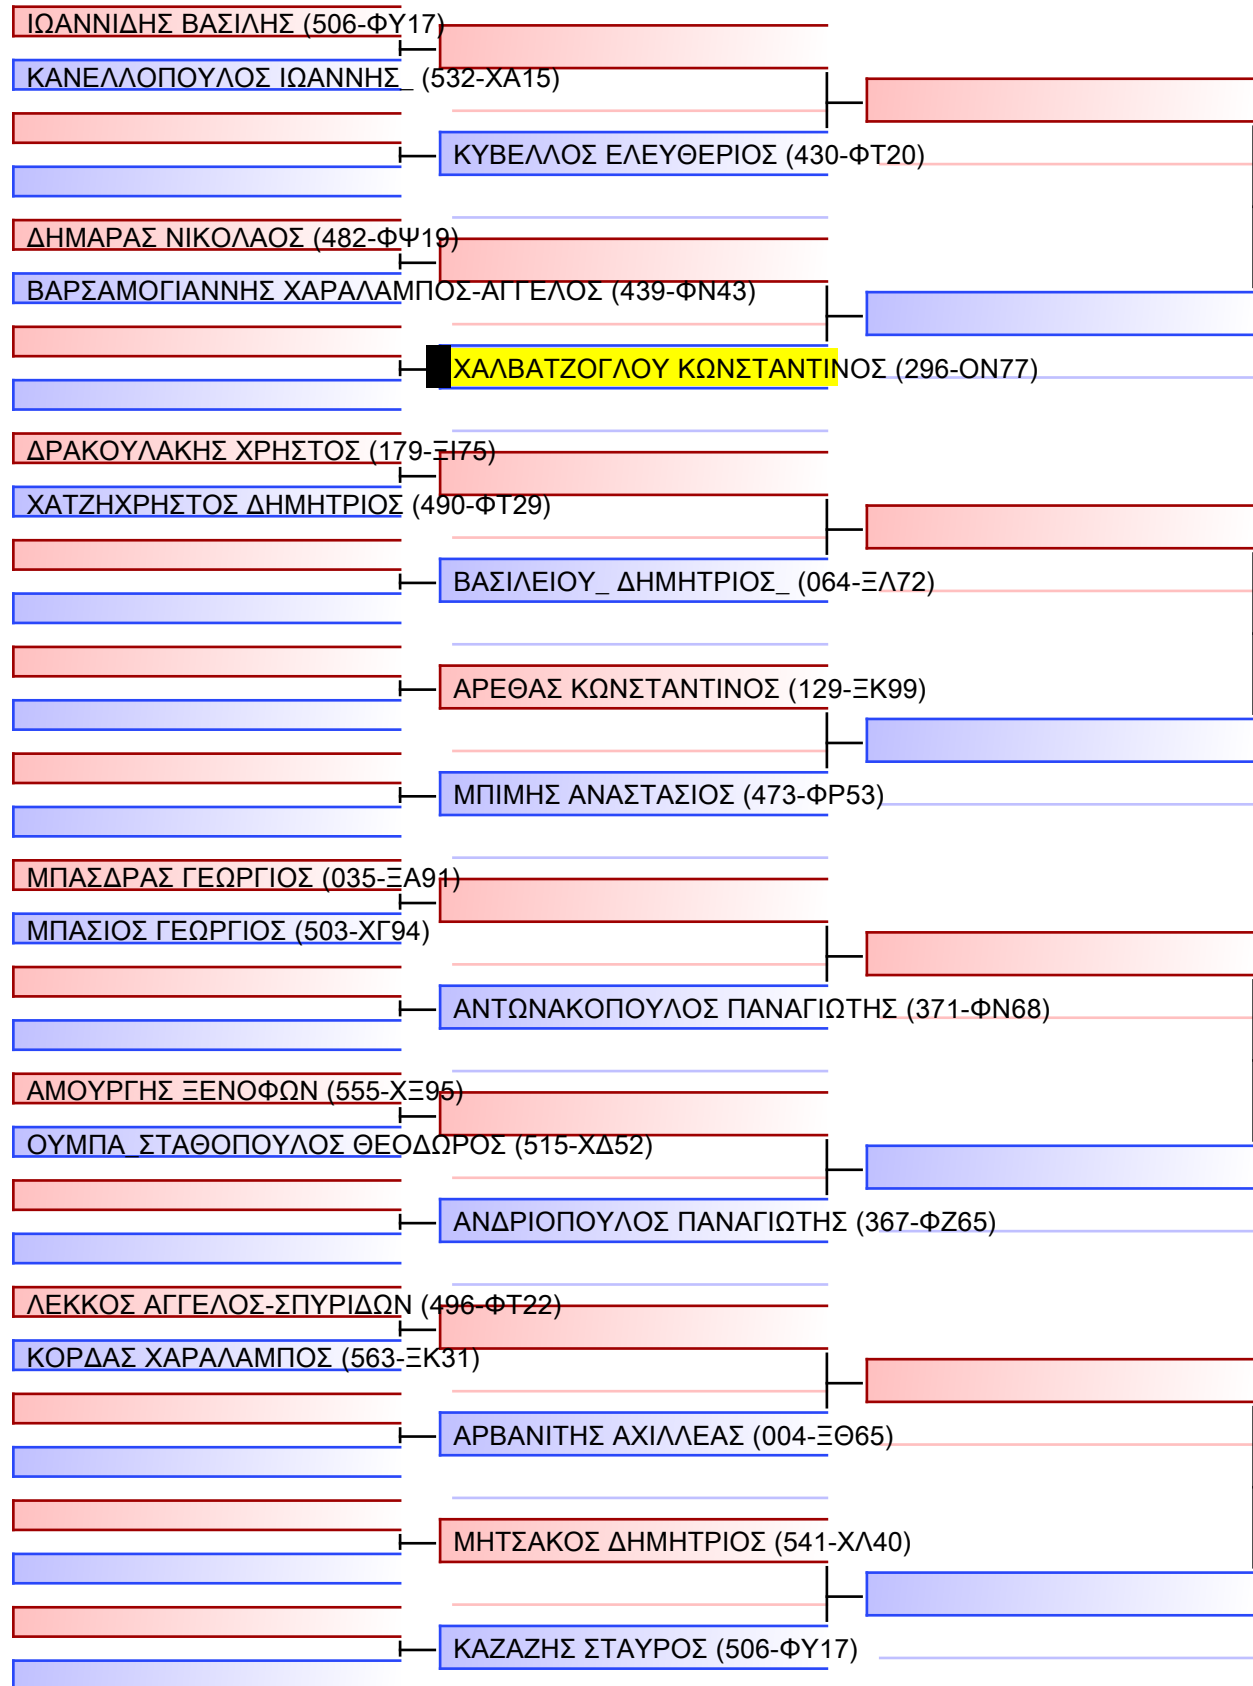 ΙΩΑΝΝΙΔΗΣ ΒΑΣΙΛΗΣ (506-ΦΥ17)
ΚΑΝΕΛΛΟΠΟΥΛΟΣ ΙΩΑΝΝΗΣ_ (532-ΧΑ15)
ΚΥΒΕΛΛΟΣ ΕΛΕΥΘΕΡΙΟΣ (430-ΦΤ20)
ΔΗΜΑΡΑΣ ΝΙΚΟΛΑΟΣ (482-ΦΨ19)
ΒΑΡΣΑΜΟΓΙΑΝΝΗΣ ΧΑΡΑΛΑΜΠΟΣ-ΑΓΓΕΛΟΣ (439-ΦΝ43)
ΧΑΛΒΑΤΖΟΓΛΟΥ ΚΩΝΣΤΑΝΤΙΝΟΣ (296-ΟΝ77)
ΔΡΑΚΟΥΛΑΚΗΣ ΧΡΗΣΤΟΣ (179-ΞΙ75)
ΧΑΤΖΗΧΡΗΣΤΟΣ ΔΗΜΗΤΡΙΟΣ (490-ΦΤ29)
ΒΑΣΙΛΕΙΟΥ_ ΔΗΜΗΤΡΙΟΣ_ (064-ΞΛ72)
ΑΡΕΘΑΣ ΚΩΝΣΤΑΝΤΙΝΟΣ (129-ΞΚ99)
ΜΠΙΜΗΣ ΑΝΑΣΤΑΣΙΟΣ (473-ΦΡ53)
ΜΠΑΣΔΡΑΣ ΓΕΩΡΓΙΟΣ (035-ΞΑ91)
ΜΠΑΣΙΟΣ ΓΕΩΡΓΙΟΣ (503-ΧΓ94)
ΑΝΤΩΝΑΚΟΠΟΥΛΟΣ ΠΑΝΑΓΙΩΤΗΣ (371-ΦΝ68)
ΑΜΟΥΡΓΗΣ ΞΕΝΟΦΩΝ (555-ΧΞ95)
ΟΥΜΠΑ_ΣΤΑΘΟΠΟΥΛΟΣ ΘΕΟΔΩΡΟΣ (515-ΧΔ52)
ΑΝΔΡΙΟΠΟΥΛΟΣ ΠΑΝΑΓΙΩΤΗΣ (367-ΦΖ65)
ΛΕΚΚΟΣ ΑΓΓΕΛΟΣ-ΣΠΥΡΙΔΩΝ (496-ΦΤ22)
ΚΟΡΔΑΣ ΧΑΡΑΛΑΜΠΟΣ (563-ΞΚ31)
ΑΡΒΑΝΙΤΗΣ ΑΧΙΛΛΕΑΣ (004-ΞΘ65)
ΜΗΤΣΑΚΟΣ ΔΗΜΗΤΡΙΟΣ (541-ΧΛ40)
ΚΑΖΑΖΗΣ ΣΤΑΥΡΟΣ (506-ΦΥ17)